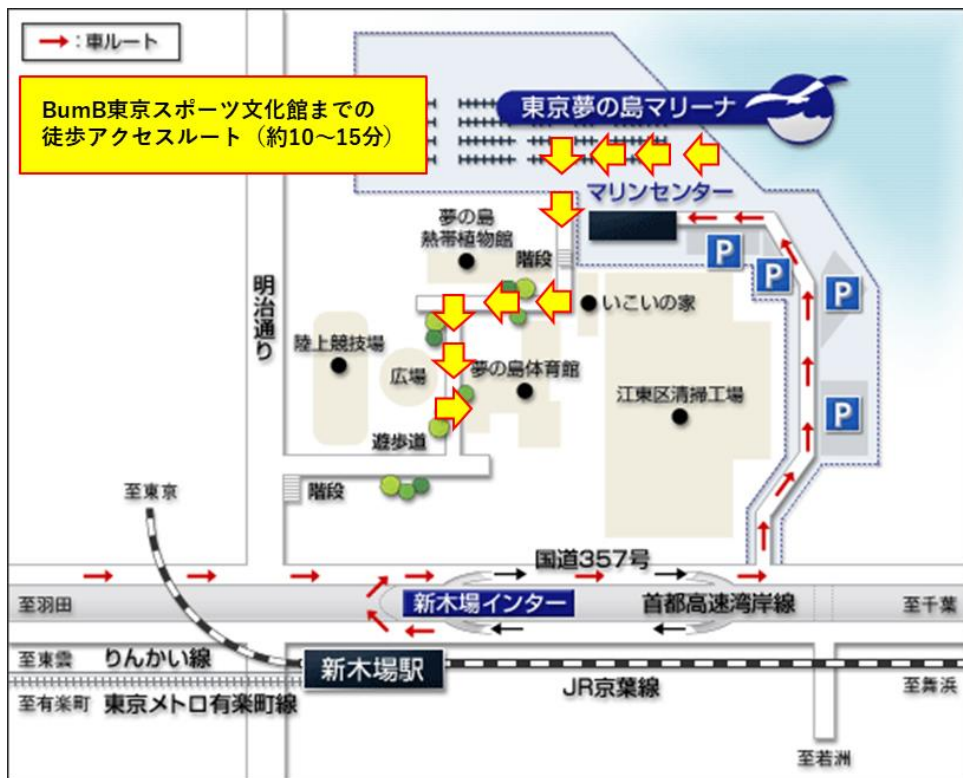 →：車ルート
BumB東京スポーツ文化館までの
徒歩アクセスルート（約10～15分）
東京夢の島マリーナ
マリンセンター
夢の島
熱帯植物館
階段
P
P
P
P
いこいの家
明治通り
陸上競技場
広場
夢の島体育館
江東区清掃工場
遊歩道
階段
至東京
国道357号
至羽田
新木場インター
首都高速湾岸線
至千葉
至東雲
りんかい線
新木場駅
JR京葉線
至舞浜
至有楽町
東京メトロ有楽町線
至若洲